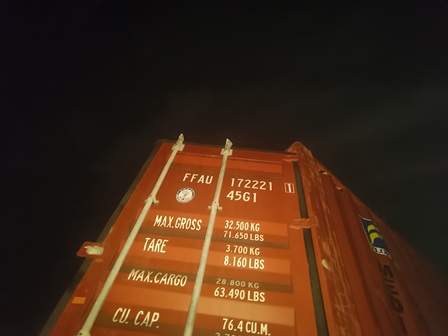 FFAU 172221 1
45G1
MAX.GROSS 32.500 KG
71.650 LBS
TARE 3.700 KG
8.160 LBS
MAX.CARGO 28.800 KG
63.490 LBS
CU. CAP. 76.4 CU.M.